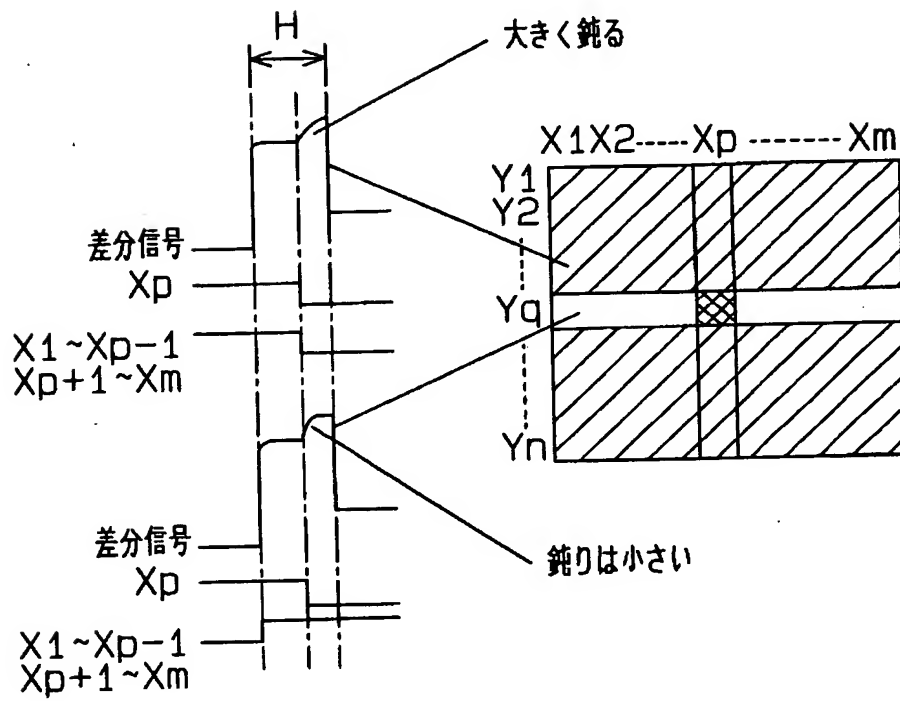 H
大きく鈍る
X1X2-----Xp-------Xm
Y1
Y2
差分信号
Xp
Yq
X1~Xp-1
Xp+1~Xm
Yn
差分信号
Xp
鈍りは小さい
X1~Xp-1
Xp+1~Xm